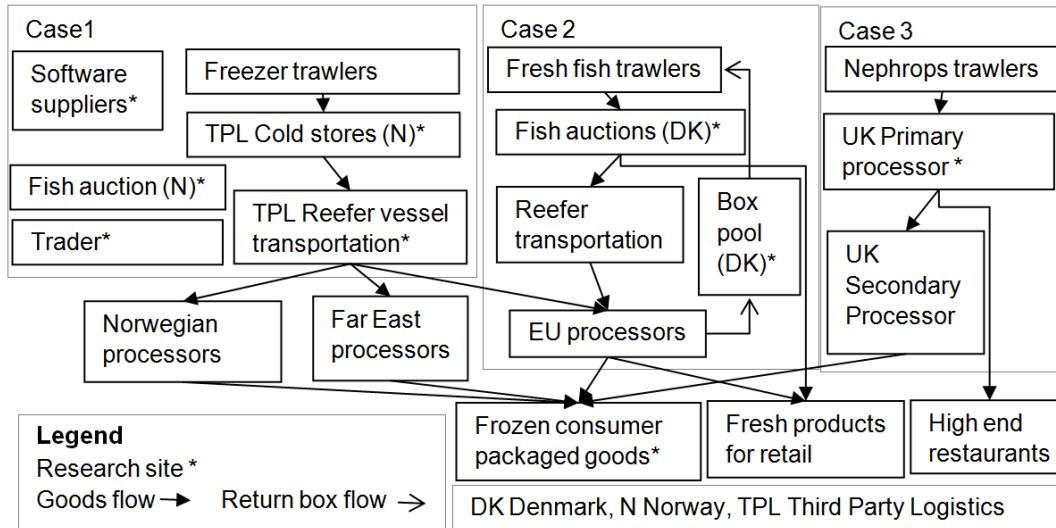 Case1
Software
suppliers*
Freezer trawlers
TPL Cold stores (N)*
Fish auction (N)*
Trader*
TPL Reefer vessel
transportation*
Case 2
Fresh fish trawlers
Fish auctions (DK)*
Reefer
transportation
Box
pool
(DK)*
EU processors
Case 3
Nephrops trawlers
UK Primary
processor *
UK
Secondary
Processor
Norwegian
processors
Far East
processors
Frozen consumer
packaged goods*
Fresh products
for retail
High end
restaurants
Legend
Research site *
Goods flow
Return box flow
DK Denmark, N Norway, TPL Third Party Logistics